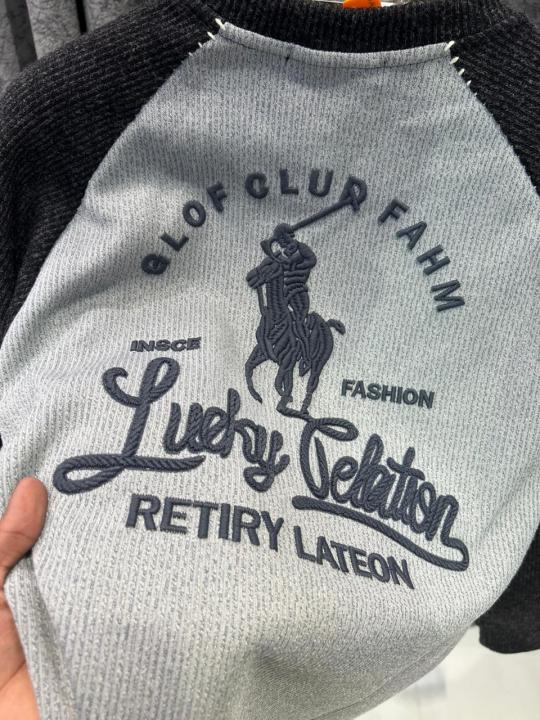 GLOF CLUP FAHM
INSCE
FASHION
Lucky Celation
RETIRY LATEON